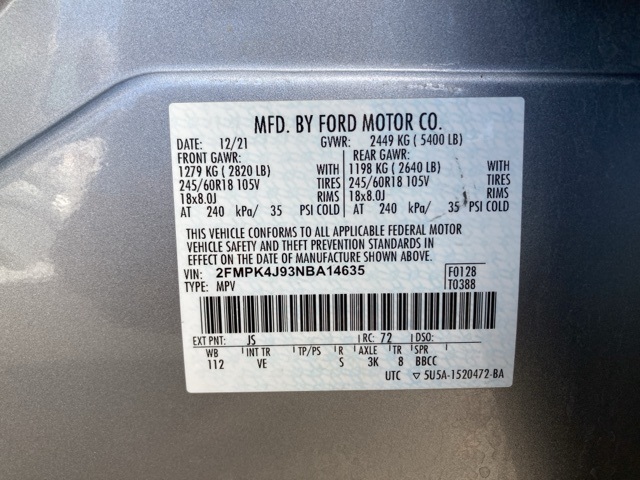 MFD. BY FORD MOTOR CO.
DATE: 12/21 GVWR: 2449 KG ( 5400 LB)
FRONT GAWR: REAR GAWR:
1279 KG ( 2820 LB) WITH 1198 KG ( 2640 LB) WITH
245/60R18 105V TIRES 245/60R18 105V TIRES
18x8.0J RIMS 18x8.0J RIMS
AT 240 kPa/ 35 PSI COLD AT 240 kPa/ 35 PSI COLD
THIS VEHICLE CONFORMS TO ALL APPLICABLE FEDERAL MOTOR
VEHICLE SAFETY AND THEFT PREVENTION STANDARDS IN
EFFECT ON THE DATE OF MANUFACTURE SHOWN ABOVE.
VIN: 2FMPK4J93NBA14635 F0128
TYPE: MPV T0388
EXT PNT: JS RC: 72 DSO:
WB INT TR TP/PS R AXLE TR SPR
112 VE S 3K 8 BBCC
UTC ▽ 5U5A-1520472-BA